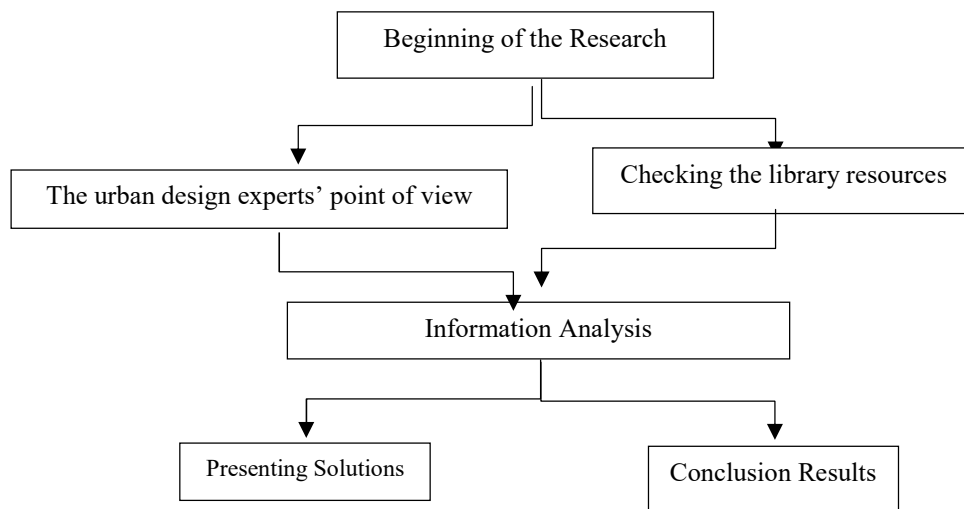 Beginning of the Research
The urban design experts’ point of view
Checking the library resources
Information Analysis
Presenting Solutions
Conclusion Results